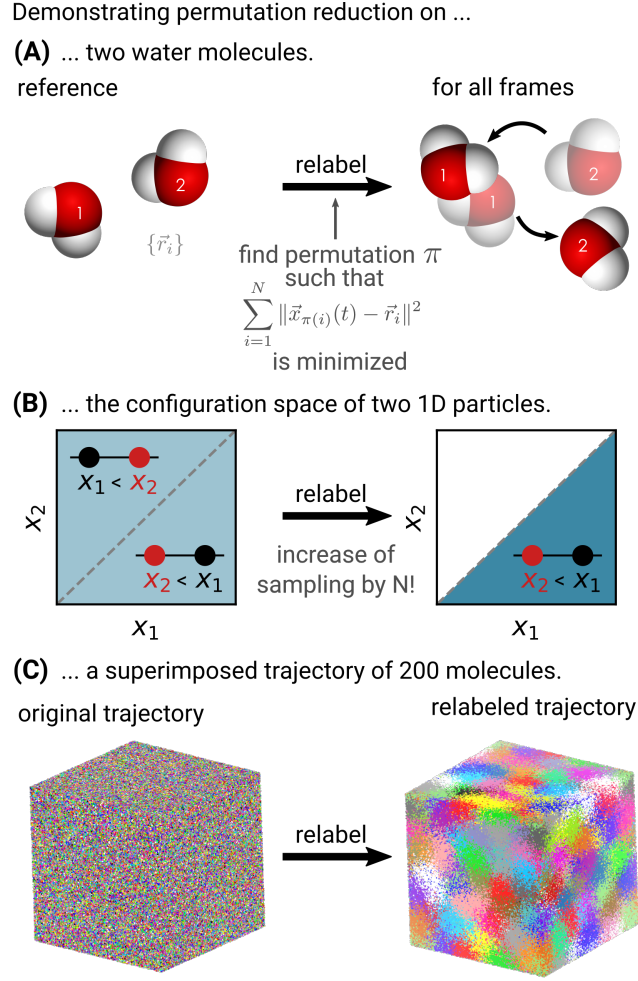 Demonstrating permutation reduction on ...
(A) ... two water molecules.
reference
for all frames
1
2
{r⃗ᵢ}
relabel
find permutation π
such that
∑ᵢ₌₁ᴺ ‖x⃗_π(i)(t) − r⃗ᵢ‖²
is minimized
1
1
2
2
(B) ... the configuration space of two 1D particles.
x₂
x₁ < x₂
x₂ < x₁
x₁
relabel
increase of
sampling by N!
x₂
x₂ < x₁
x₁
(C) ... a superimposed trajectory of 200 molecules.
original trajectory
relabeled trajectory
relabel